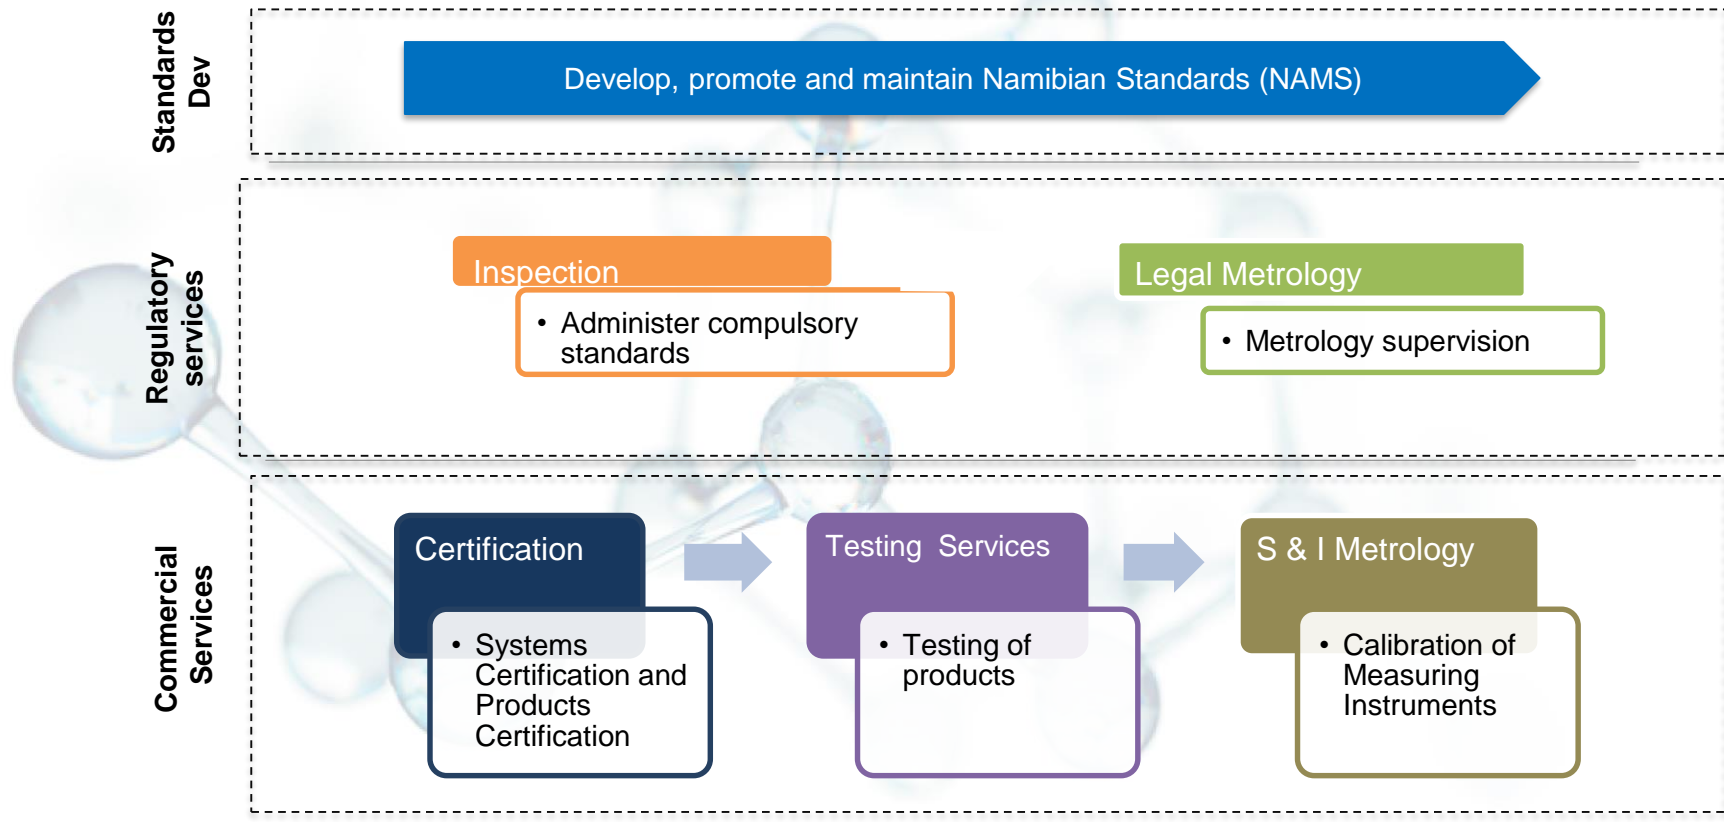 Standards
Dev
Develop, promote and maintain Namibian Standards (NAMS)
Regulatory
services
Inspection
• Administer compulsory
standards
Legal Metrology
• Metrology supervision
Commercial
Services
Certification
• Systems
Certification and
Products
Certification
Testing Services
• Testing of
products
S & I Metrology
• Calibration of
Measuring
Instruments